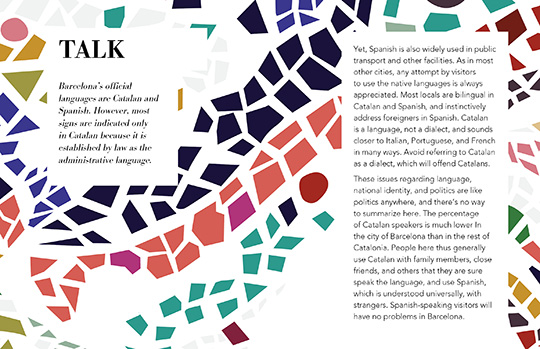 TALK
Barcelona's official
languages are Catalan and
Spanish. However, most
signs are indicated only
in Catalan because it is
established by law as the
administrative language.
Yet, Spanish is also widely used in public
transport and other facilities. As in most
other cities, any attempt by visitors
to use the native languages is always
appreciated. Most locals are bilingual in
Catalan and Spanish, and instinctively
address foreigners in Spanish. Catalan
is a language, not a dialect, and sounds
closer to Italian, Portuguese, and French
in many ways. Avoid referring to Catalan
as a dialect, which will offend Catalans.
These issues regarding language,
national identity, and politics are like
politics anywhere, and there's no way
to summarize here. The percentage
of Catalan speakers is much lower In
the city of Barcelona than in the rest of
Catalonia. People here thus generally
use Catalan with family members, close
friends, and others that they are sure
speak the language, and use Spanish,
which is understood universally, with
strangers. Spanish-speaking visitors will
have no problems in Barcelona.